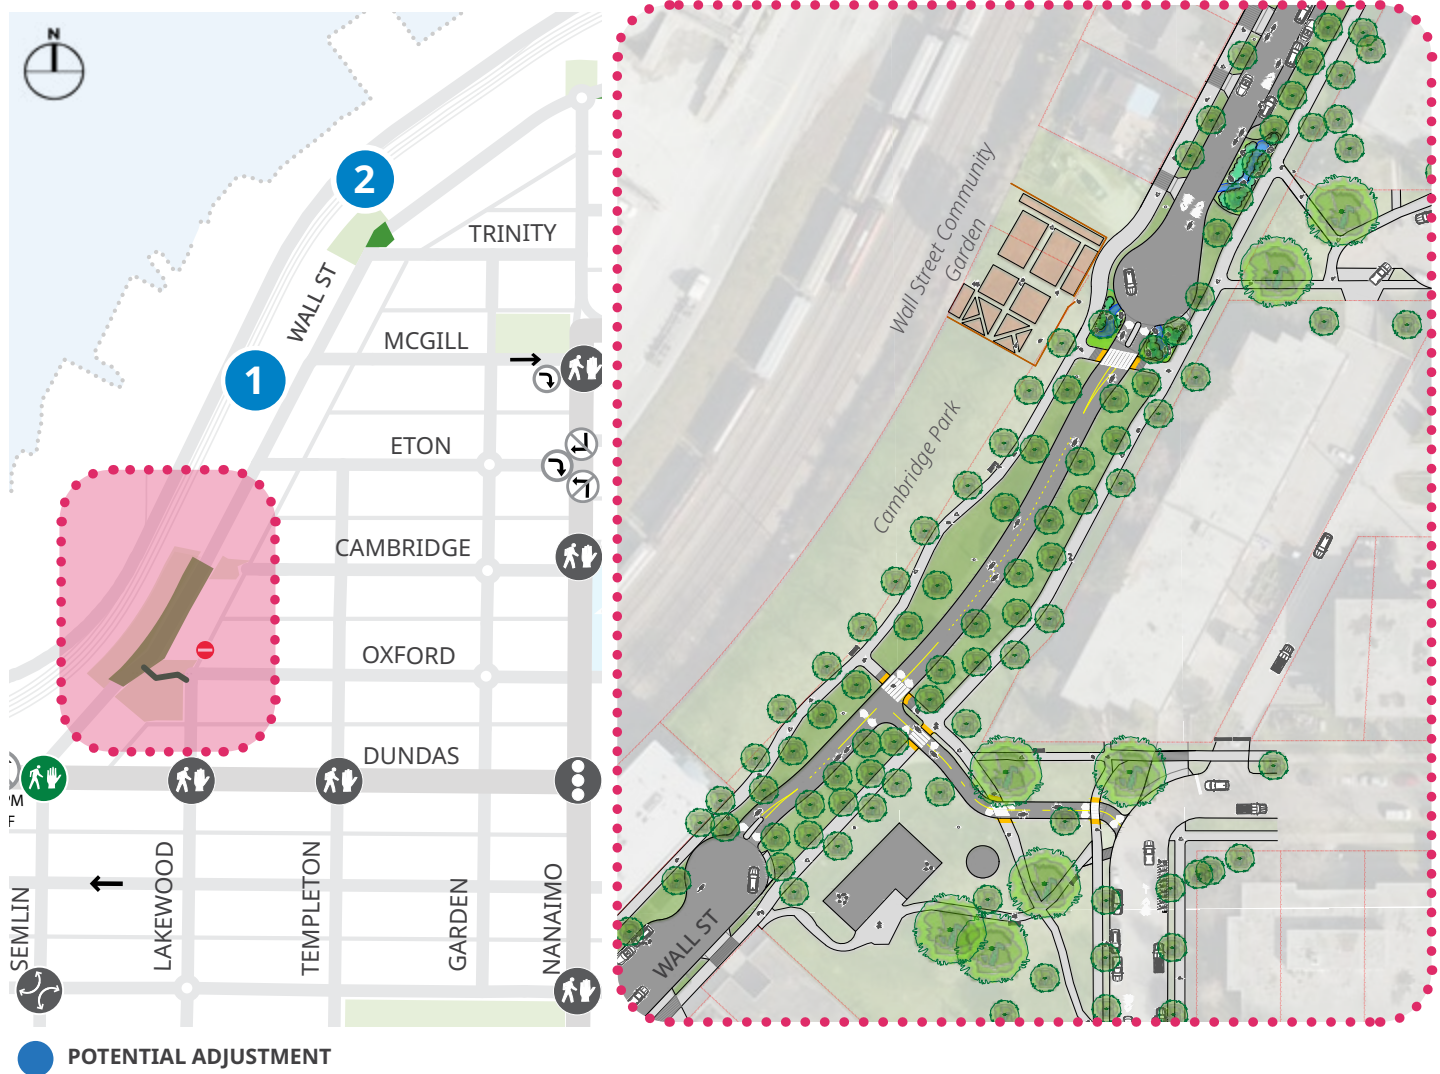 N
2
TRINITY
WALL ST
MCGILL
1
ETON
CAMBRIDGE
OXFORD
DUNDAS
PM
F
SEMLIN
LAKEWOOD
TEMPLETON
GARDEN
NANAIMO
POTENTIAL ADJUSTMENT
Wall Street Community
Garden
Cambridge Park
WALL ST